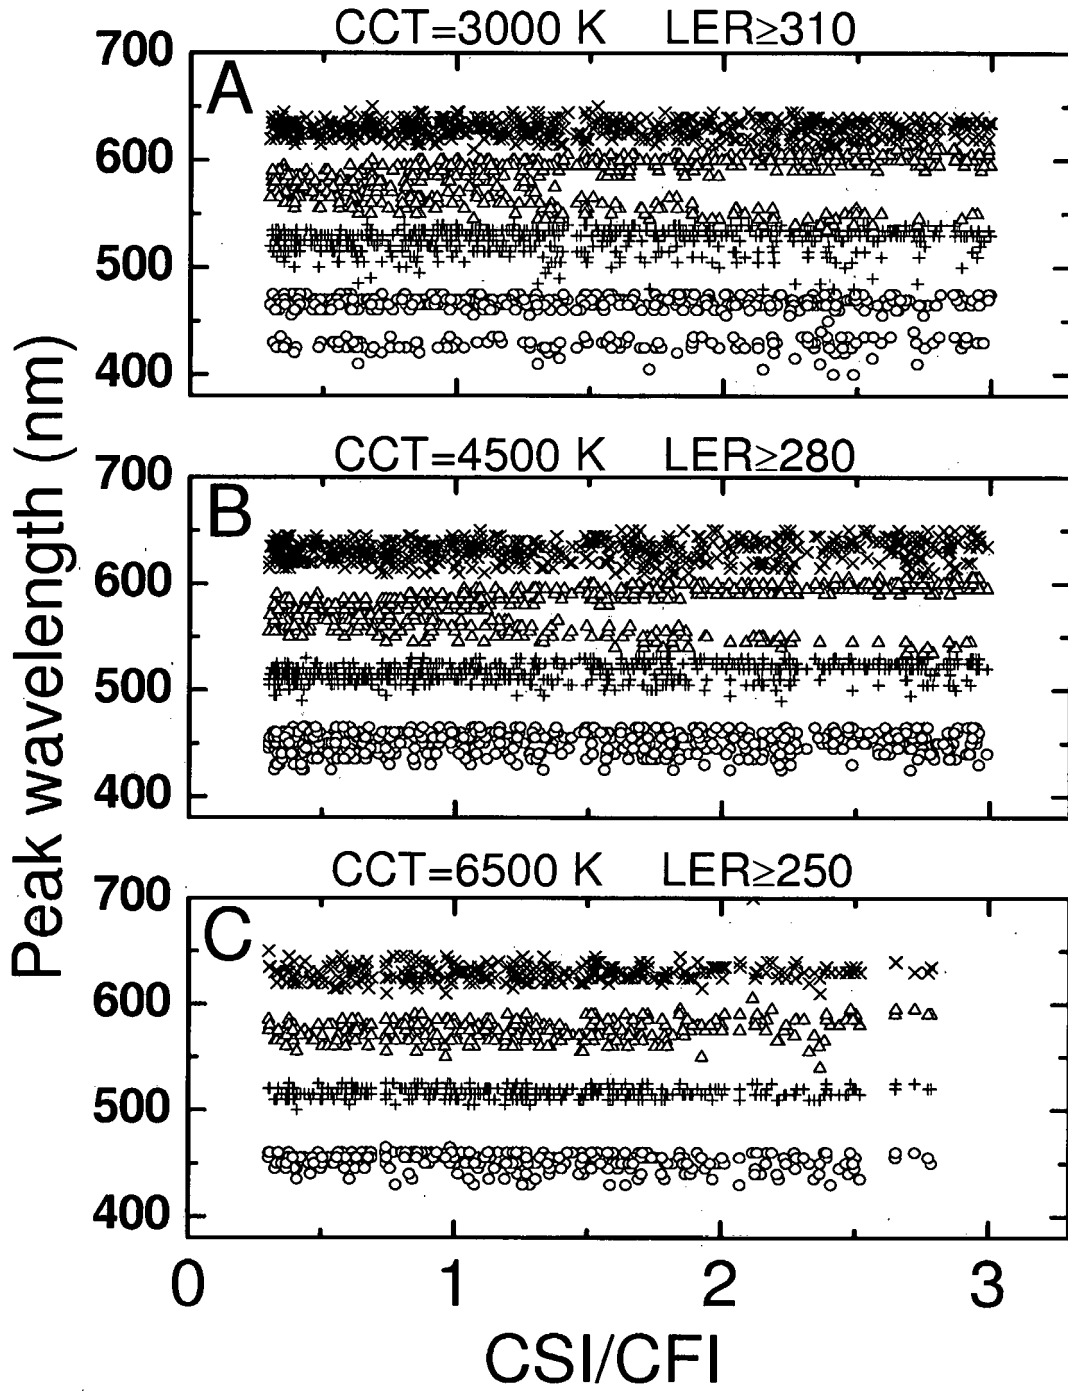 CCT=3000 K LER≥310
A
700
600
500
400
CCT=4500 K LER≥280
B
700
600
500
400
CCT=6500 K LER≥250
C
700
600
500
400
0 1 2 3
CSI/CFI
Peak wavelength (nm)